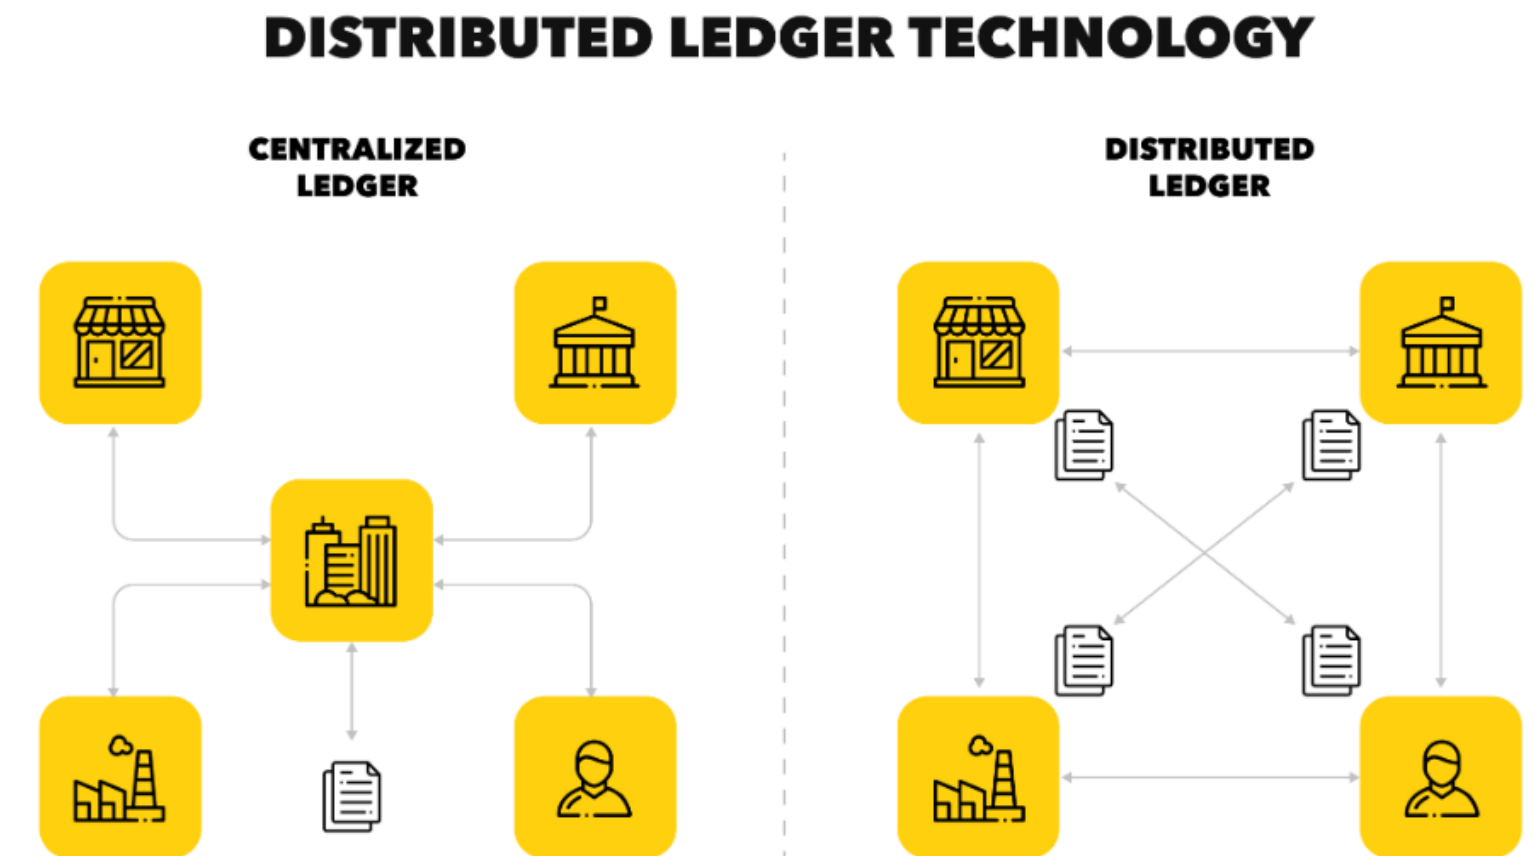 DISTRIBUTED LEDGER TECHNOLOGY
CENTRALIZED
LEDGER
DISTRIBUTED
LEDGER